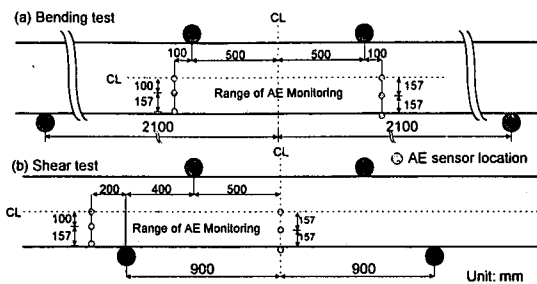 (a) Bending test
CL
100 500 500 100
CL
100
157
Range of AE Monitoring
157
157
2100 2100
CL
(b) Shear test
AE sensor location
200 400 500
CL
100
157
Range of AE Monitoring
157
157
900 900
Unit: mm